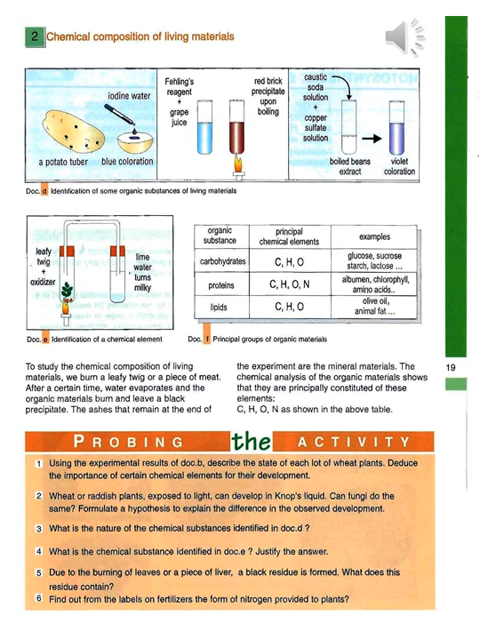 2 Chemical composition of living materials
iodine water
a potato tuber
blue coloration
Fehling's
reagent
+
grape
juice
red brick
precipitate
upon
boiling
caustic
soda
solution
+
copper
sulfate
solution
boiled beans
extract
violet
coloration
Doc. d Identification of some organic substances of living materials
leafy
twig
+
oxidizer
lime
water
turns
milky
Doc. e Identification of a chemical element
organic
substance
principal
chemical elements
examples
carbohydrates
C, H, O
glucose, sucrose
starch, lactose ...
proteins
C, H, O, N
albumen, chlorophyll,
amino acids..
lipids
C, H, O
olive oil,
animal fat ...
Doc. f Principal groups of organic materials
To study the chemical composition of living
materials, we burn a leafy twig or a piece of meat.
After a certain time, water evaporates and the
organic materials burn and leave a black
precipitate. The ashes that remain at the end of
the experiment are the mineral materials. The
chemical analysis of the organic materials shows
that they are principally constituted of these
elements:
C, H, O, N as shown in the above table.
19
PROBING the ACTIVITY
1 Using the experimental results of doc.b, describe the state of each lot of wheat plants. Deduce
the importance of certain chemical elements for their development.
2 Wheat or raddish plants, exposed to light, can develop in Knop's liquid. Can fungi do the
same? Formulate a hypothesis to explain the difference in the observed development.
3 What is the nature of the chemical substances identified in doc.d ?
4 What is the chemical substance identified in doc.e ? Justify the answer.
5 Due to the burning of leaves or a piece of liver, a black residue is formed. What does this
residue contain?
6 Find out from the labels on fertilizers the form of nitrogen provided to plants?